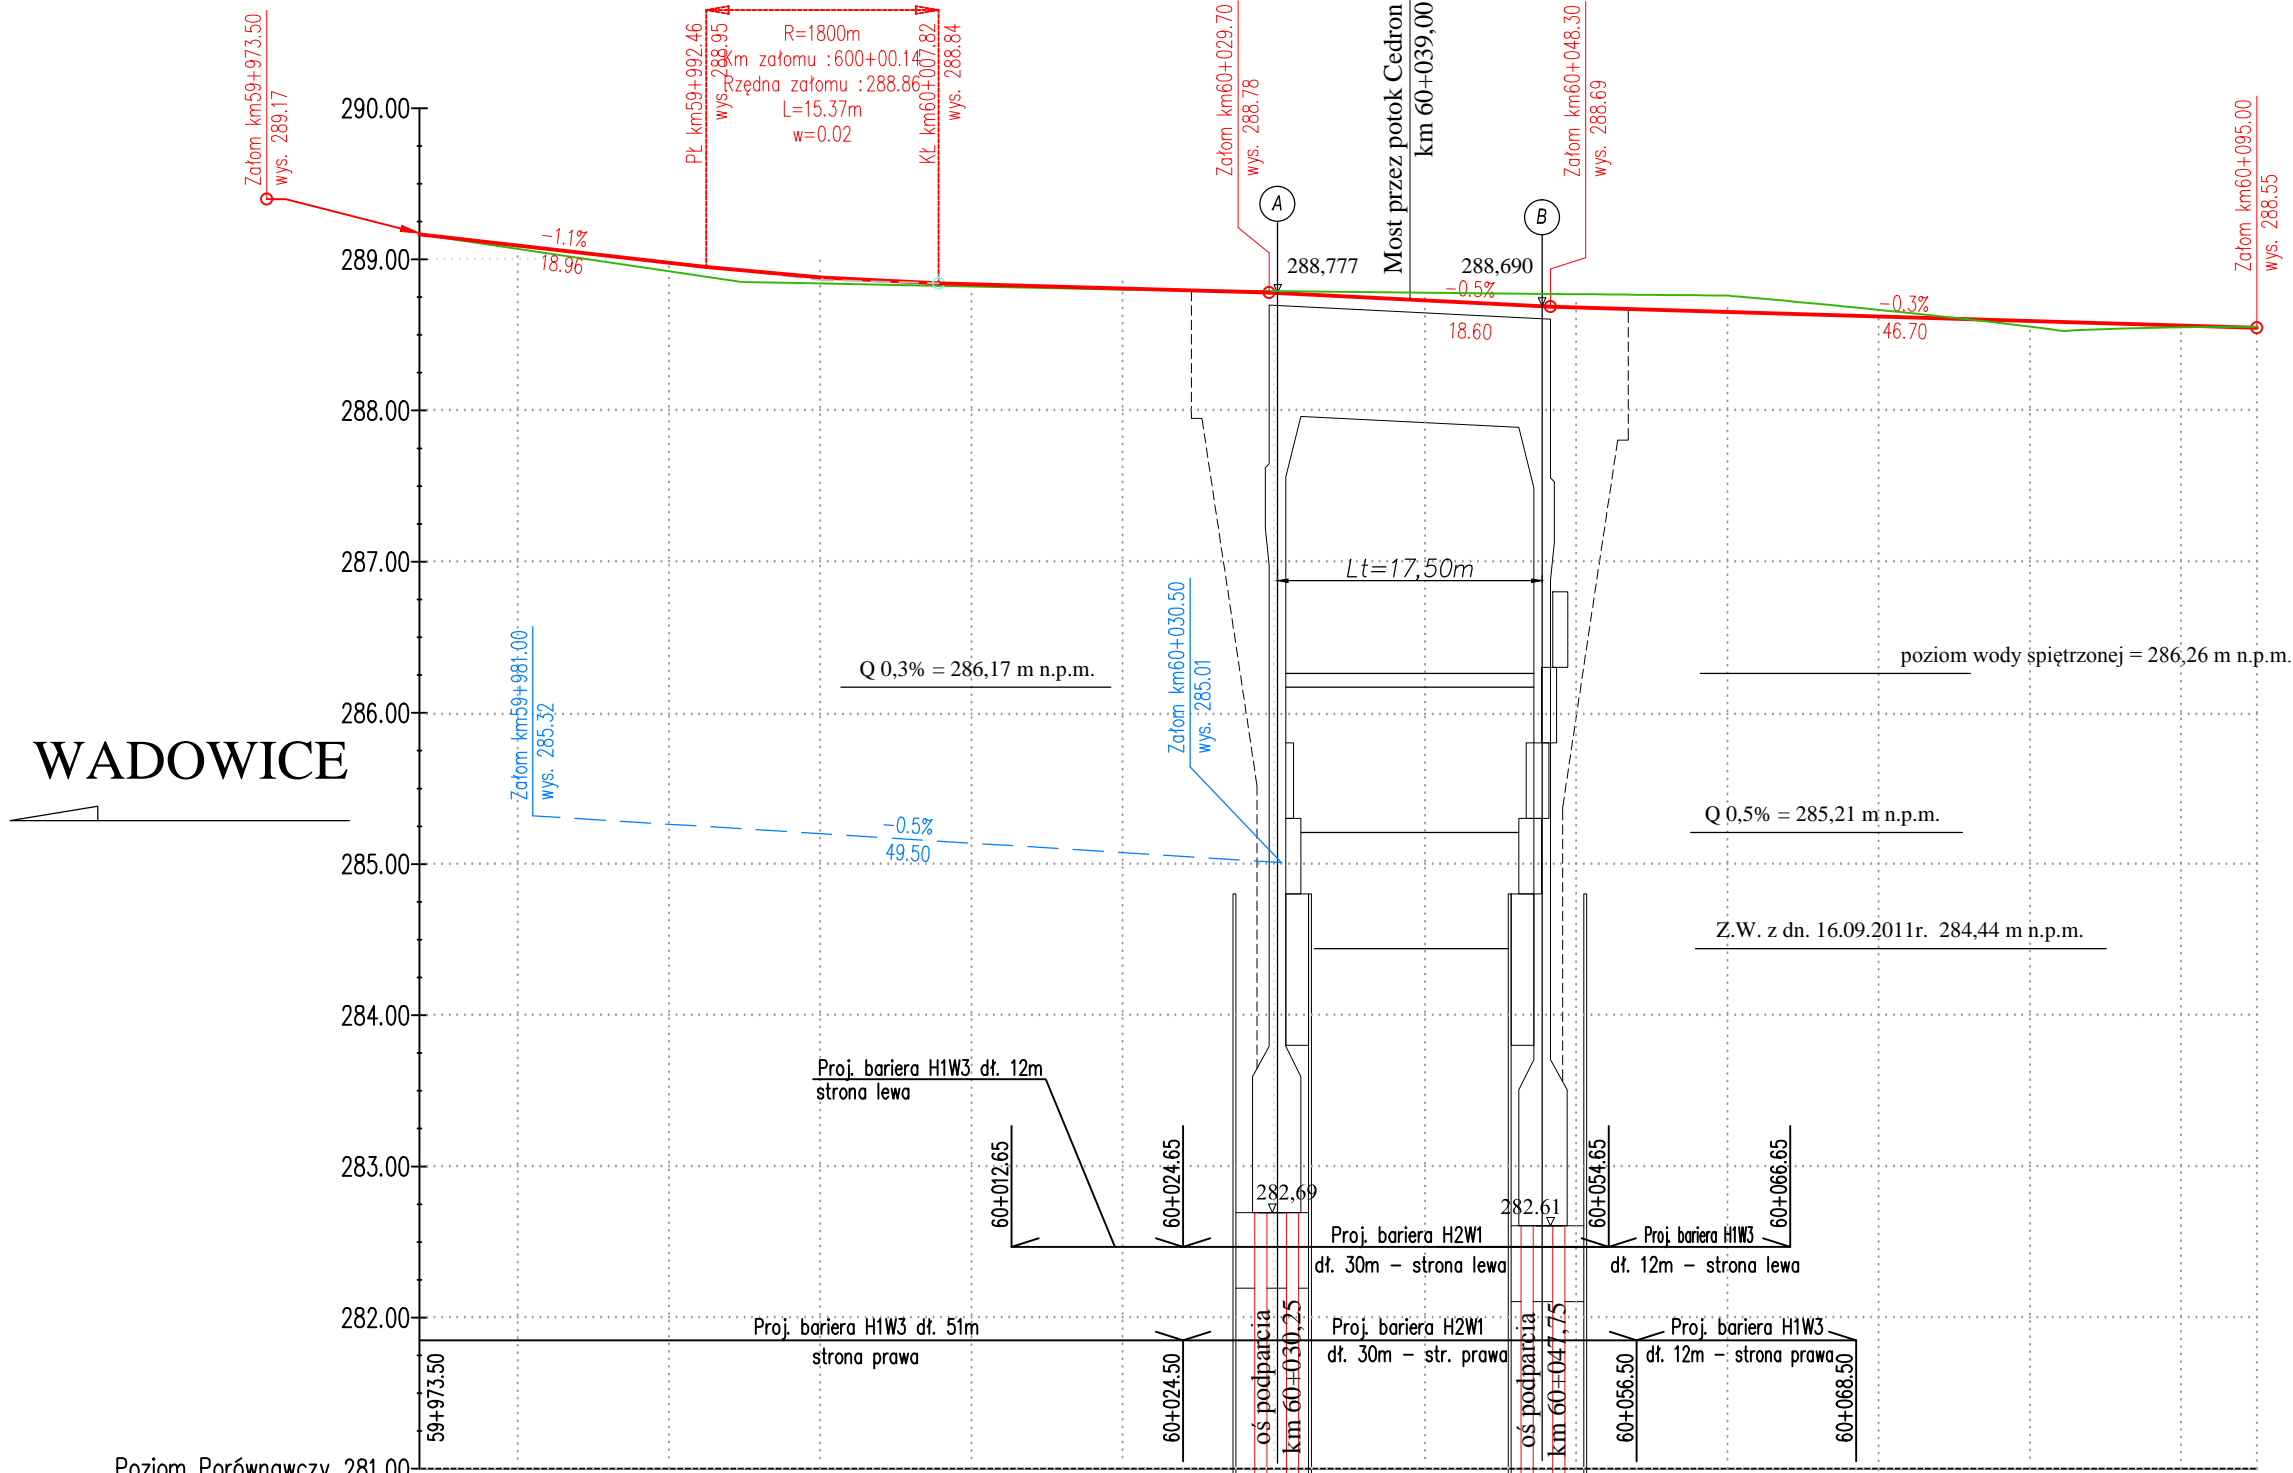 Załom km59+973.50
wys. 289.17
PŁ km59+992.46
wys. 288.95
R=1800m
Km załomu :600+00.14
Rzędna załomu :288.86
L=15.37m
w=0.02
KŁ km60+007.82
wys. 288.84
Załom km60+029.70
wys. 288.78
Most przez potok Cedron
km 60+039,00
Załom km60+048.30
wys. 288.69
Załom km60+095.00
wys. 288.55
290.00
289.00
288.00
287.00
286.00
285.00
284.00
283.00
282.00
Poziom Porównawczy 281.00
-1.1%
18.96
A
B
288,777
288,690
-0.5%
18.60
-0.3%
46.70
Lt=17,50m
Załom km59+981.00
wys. 285.32
Q 0,3% = 286,17 m n.p.m.
Załom km60+030.50
wys. 285.01
poziom wody spiętrzonej = 286,26 m n.p.m.
WADOWICE
-0.5%
49.50
Q 0,5% = 285,21 m n.p.m.
Z.W. z dn. 16.09.2011r. 284,44 m n.p.m.
Proj. bariera H1W3 dł. 12m
strona lewa
60+012.65
60+024.65
60+054.65
60+066.65
282,69
282.61
Proj. bariera H2W1
dł. 30m - strona lewa
Proj. bariera H1W3
dł. 12m - strona lewa
Proj. bariera H1W3 dł. 51m
strona prawa
Proj. bariera H2W1
dł. 30m - str. prawa
Proj. bariera H1W3
dł. 12m - strona prawa
59+973.50
60+024.50
oś podparcia
km 60+030,25
oś podparcia
km 60+047,75
60+056.50
60+068.50